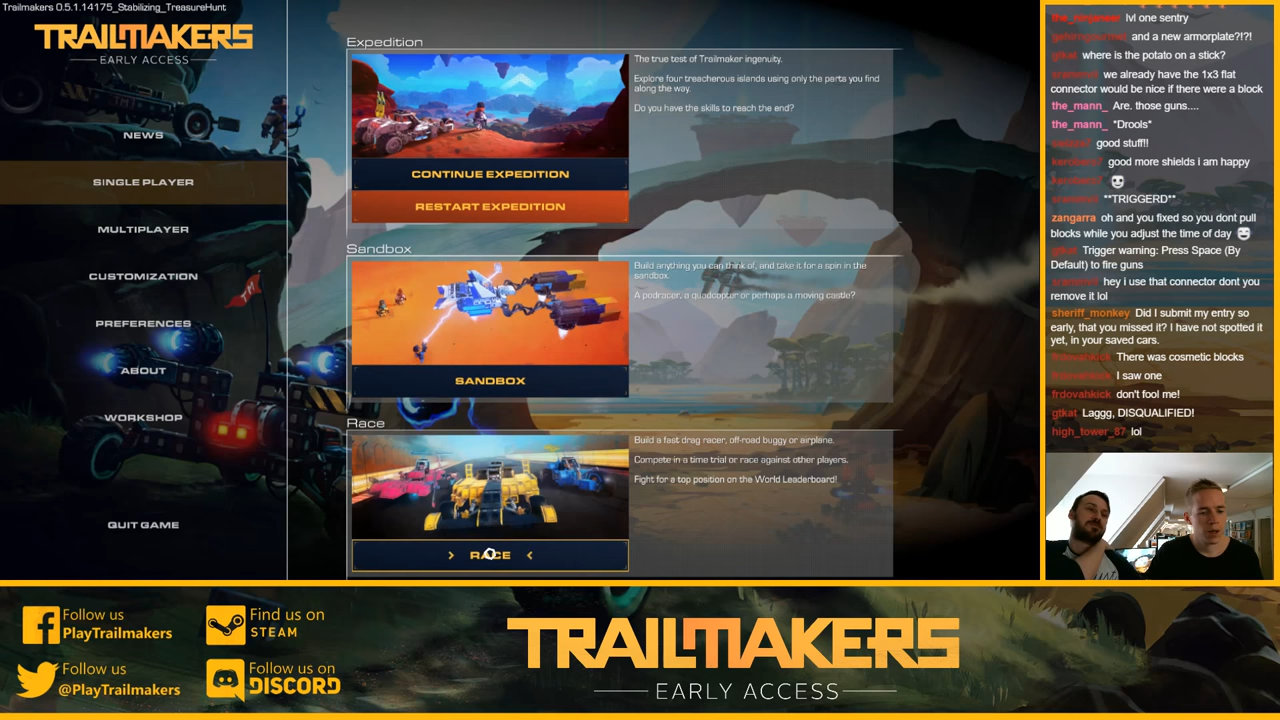 Trailmakers 0.5.1.14175_Stabilizing_TreasureHunt
TRAILMAKERS
EARLY ACCESS
NEWS
SINGLE PLAYER
MULTIPLAYER
CUSTOMIZATION
PREFERENCES
ABOUT
WORKSHOP
QUIT GAME
Expedition
CONTINUE EXPEDITION
RESTART EXPEDITION
The true test of Trailmaker ingenuity.
Explore four treacherous islands using only the parts you find
along the way.
Do you have the skills to reach the end?
Sandbox
SANDBOX
Build anything you can think of, and take it for a spin in the
sandbox.
A podracer, a quadcopter or perhaps a moving castle?
Race
RACE
Build a fast drag racer, off-road buggy or airplane.
Compete in a time trial or race against other players.
Fight for a top position on the World Leaderboard!
lvl one sentry
and a new armorplate?!?!
gtkat where is the potato on a stick?
we already have the 1x3 flat
connector would be nice if there were a block
the_mann_ Are. those guns....
the_mann_ *Drools*
good stuff!!
good more shields i am happy
**TRIGGERD**
zangarra oh and you fixed so you dont pull
blocks while you adjust the time of day
gtkat Trigger warning: Press Space (By
Default) to fire guns
hey i use that connector dont you
remove it lol
sheriff_monkey Did I submit my entry so
early, that you missed it? I have not spotted it
yet, in your saved cars.
frdovahkick There was cosmetic blocks
frdovahkick I saw one
frdovahkick don't fool me!
gtkat Laggg, DISQUALIFIED!
high_tower_87 lol
Follow us
PlayTrailmakers
Find us on
STEAM
Follow us
@PlayTrailmakers
Follow us on
DISCORD
TRAILMAKERS
EARLY ACCESS